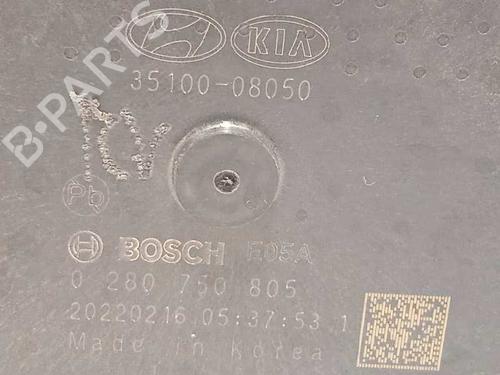 KIA
35100-08050
B-PARTS
Pb
BOSCH E05A
0 280 750 805
20220216 05:37:53 1
Made in Korea